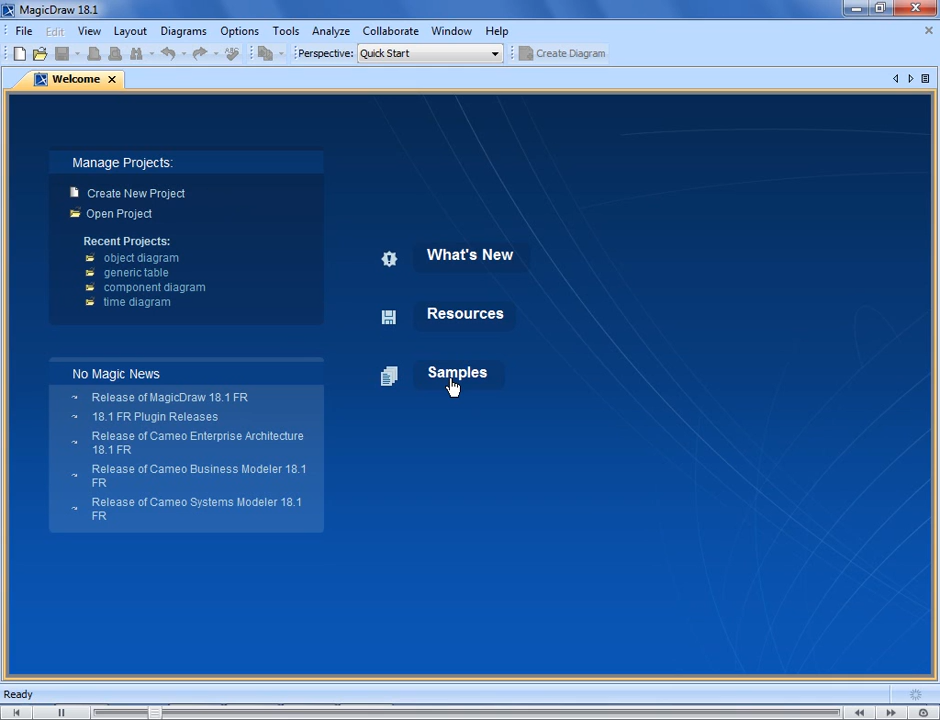 MagicDraw 18.1
File Edit View Layout Diagrams Options Tools Analyze Collaborate Window Help
Perspective: Quick Start Create Diagram
Welcome
Manage Projects:
Create New Project
Open Project
Recent Projects:
object diagram
generic table
component diagram
time diagram
What's New
Resources
Samples
No Magic News
Release of MagicDraw 18.1 FR
18.1 FR Plugin Releases
Release of Cameo Enterprise Architecture
18.1 FR
Release of Cameo Business Modeler 18.1
FR
Release of Cameo Systems Modeler 18.1
FR
Ready